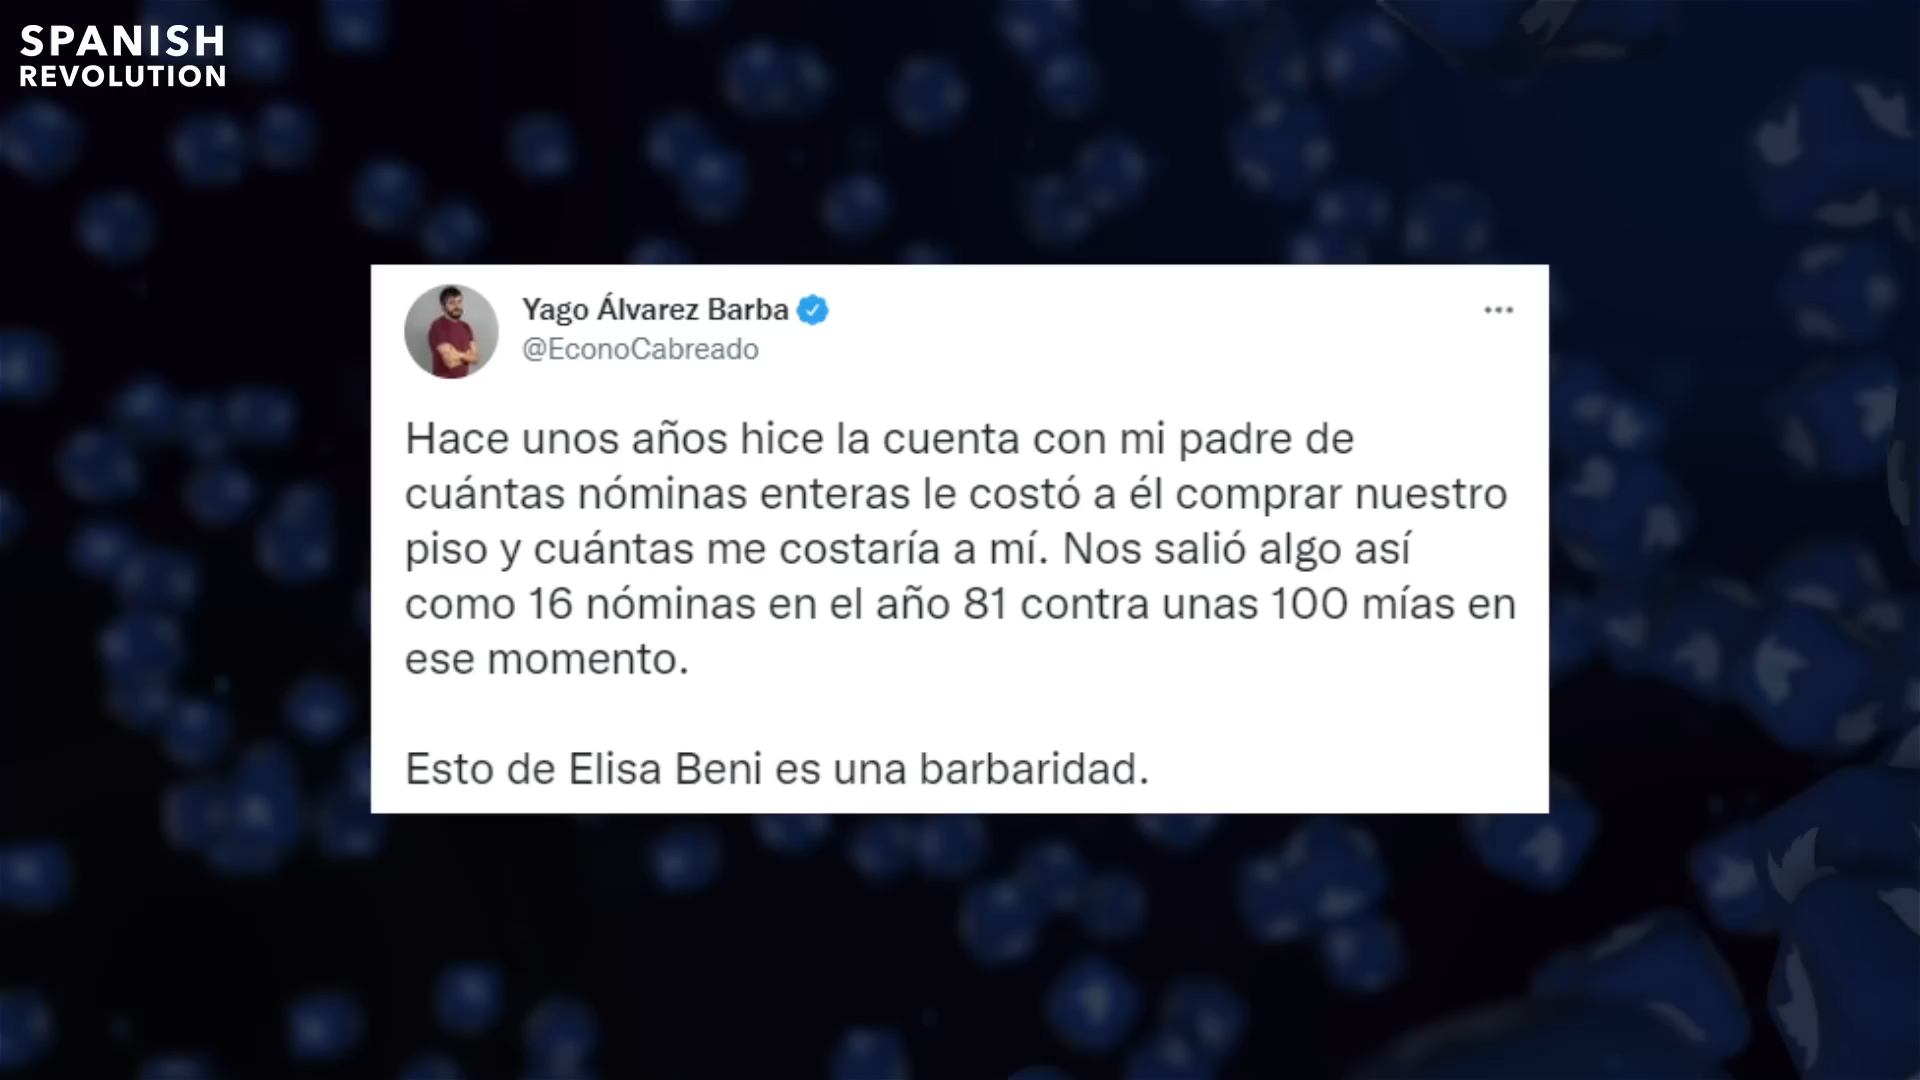 SPANISH
REVOLUTION
Yago Álvarez Barba
@EconoCabreado
Hace unos años hice la cuenta con mi padre de
cuántas nóminas enteras le costó a él comprar nuestro
piso y cuántas me costaría a mí. Nos salió algo así
como 16 nóminas en el año 81 contra unas 100 mías en
ese momento.
Esto de Elisa Beni es una barbaridad.